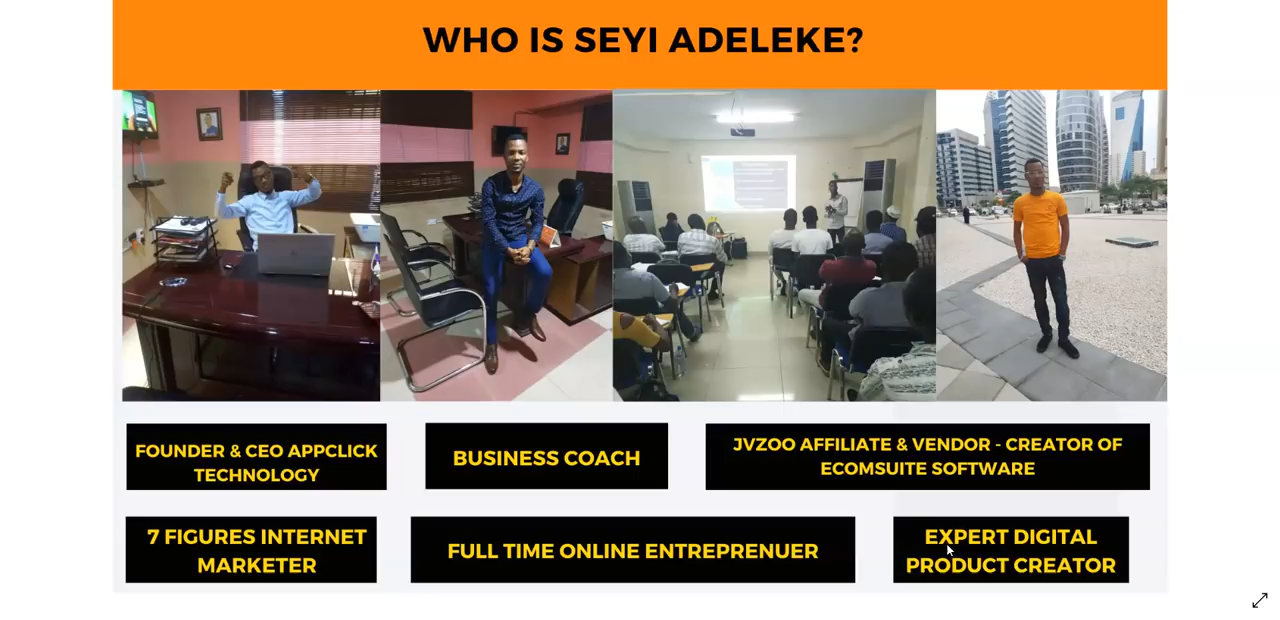 WHO IS SEYI ADELEKE?
FOUNDER & CEO APPCLICK
TECHNOLOGY
BUSINESS COACH
JVZOO AFFILIATE & VENDOR - CREATOR OF
ECOMSUITE SOFTWARE
7 FIGURES INTERNET
MARKETER
FULL TIME ONLINE ENTREPRENUER
EXPERT DIGITAL
PRODUCT CREATOR